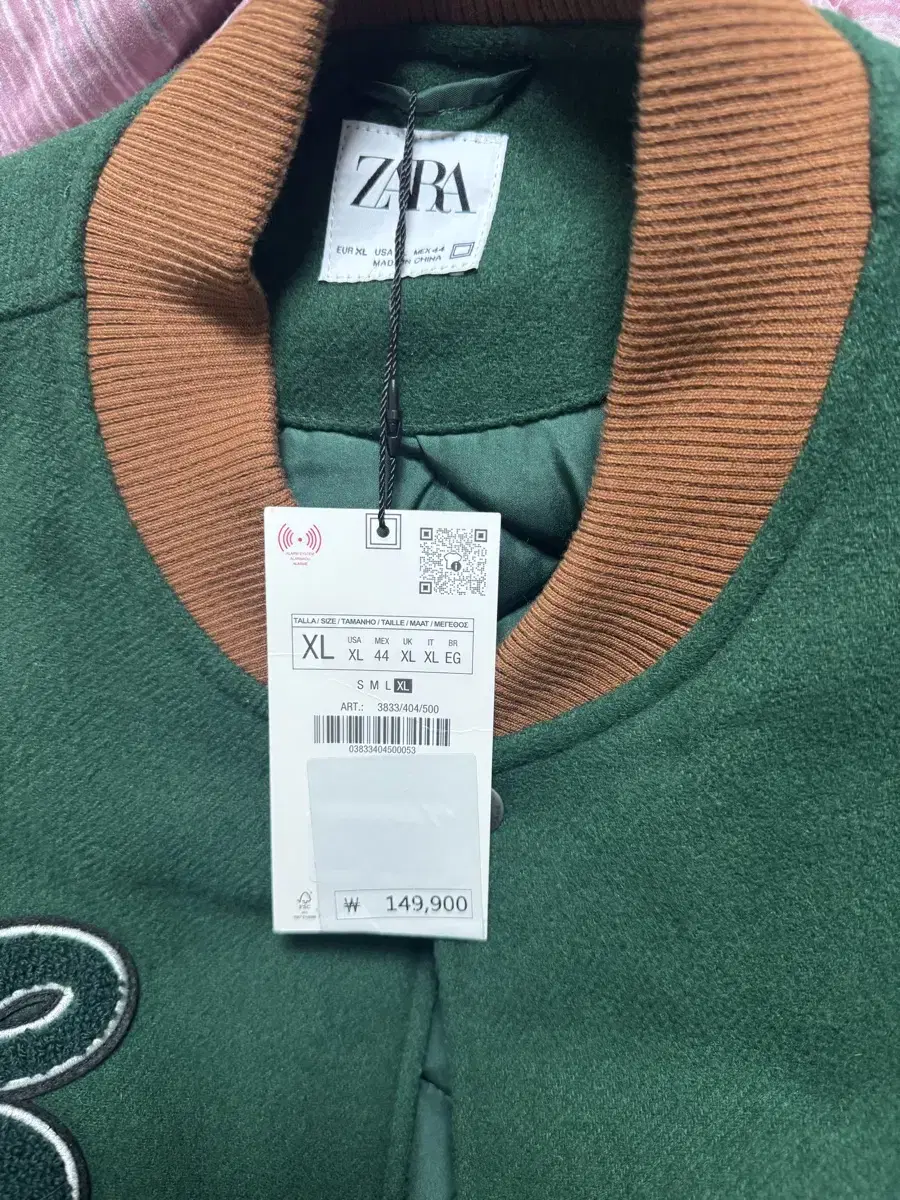 ZARA
EUR XL USA MEX 44
MADE IN CHINA
TALLA / SIZE / TAMANHO / TAILLE / MAAT / ΜΕΓΕΘΟΣ
XL
USA MEX UK IT BR
XL 44 XL XL EG
S M L XL
ART.: 3833/404/500
03833404500053
₩ 149,900